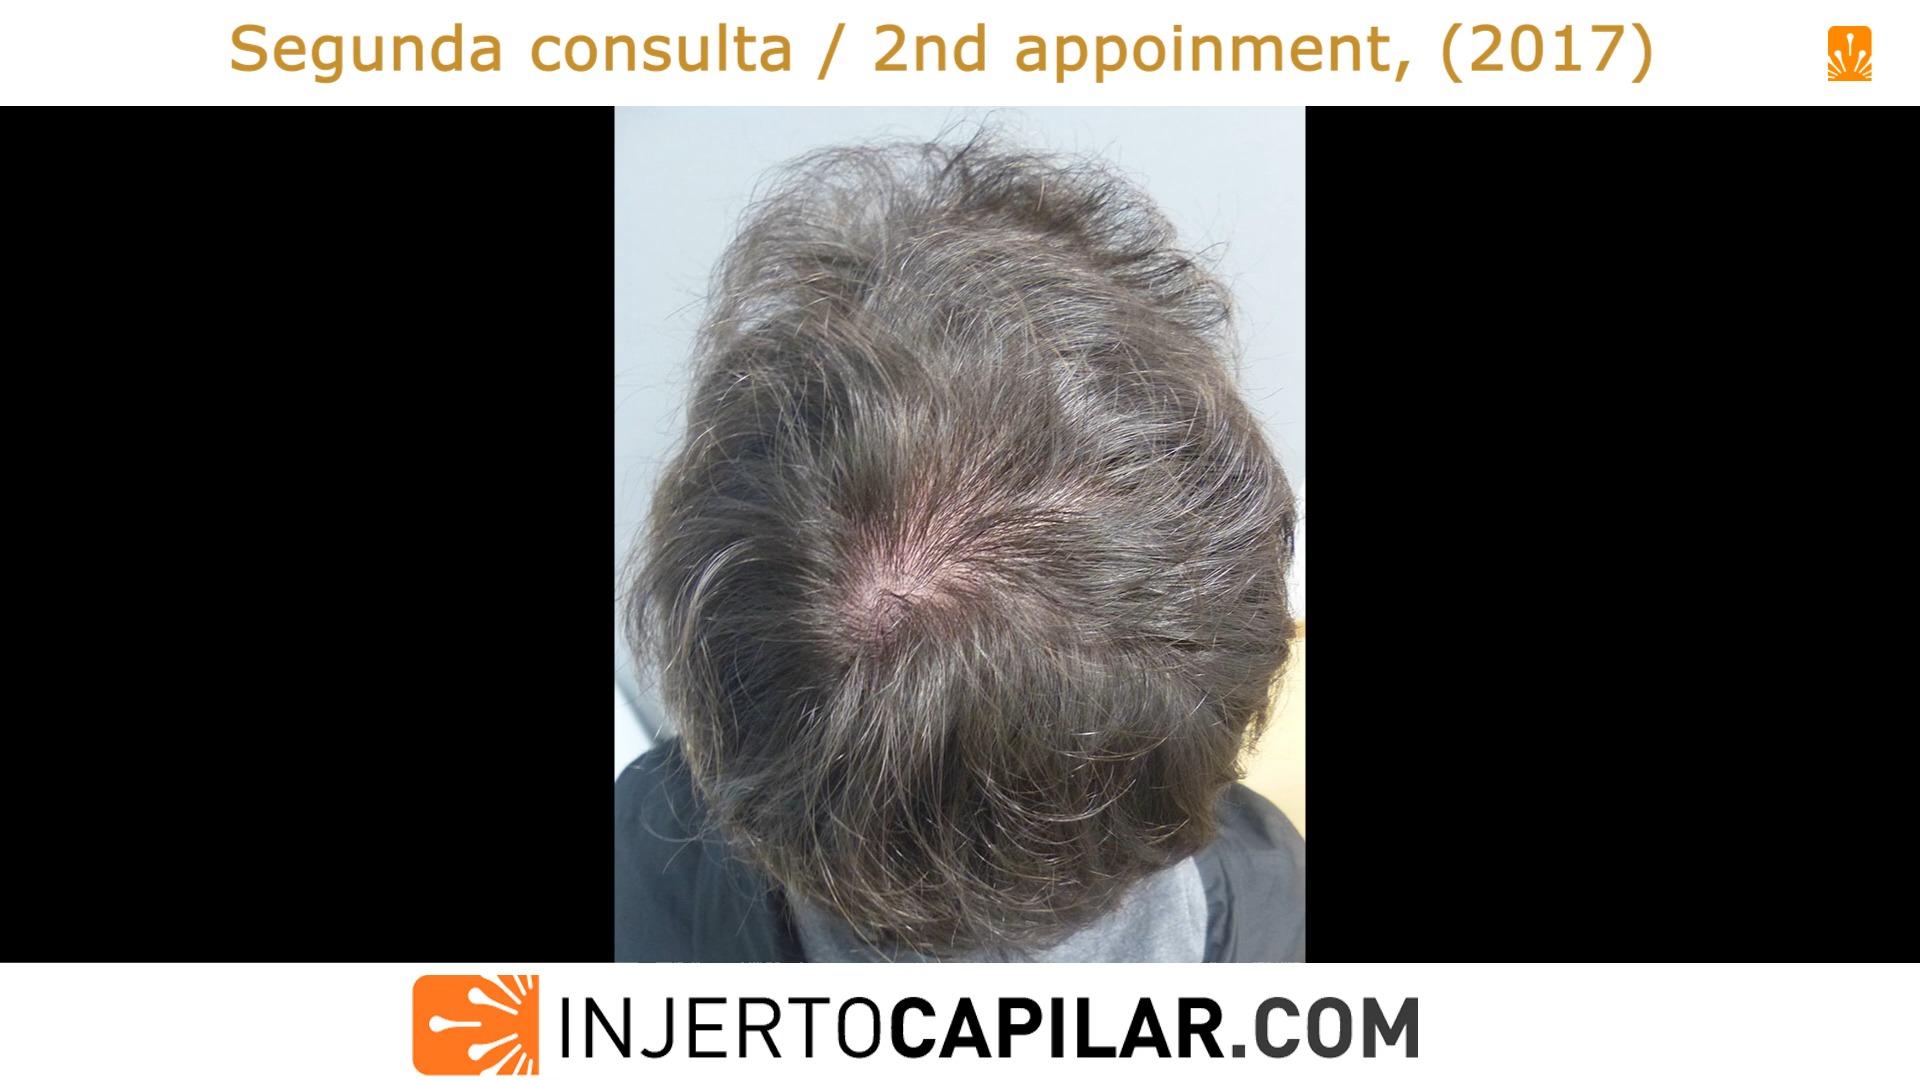 Segunda consulta / 2nd appoinment, (2017)
INJERTOCAPILAR.COM